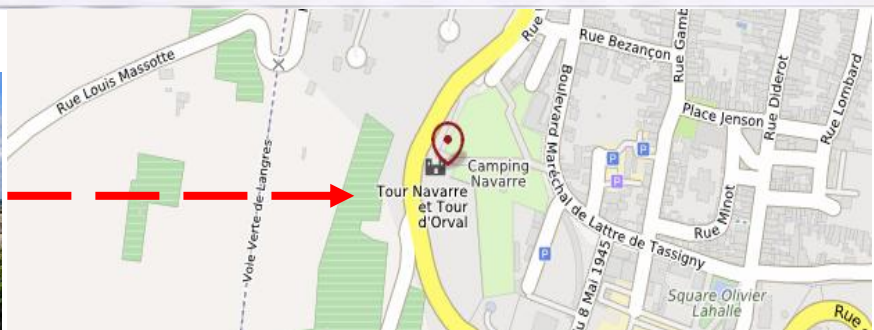 Rue Louis Massotte
Voie Verte de Langres
Tour Navarre
et Tour
d'Orval
Camping
Navarre
Rue
Rue Bezançon
Boulevard Maréchal de Lattre de Tassigny
Rue Gamb
Place Jenson
Rue Diderot
Rue Lombard
P
P
P
Rue Minot
P
u 8 Mai 1945
Square Olivier
Lahalle
Rue